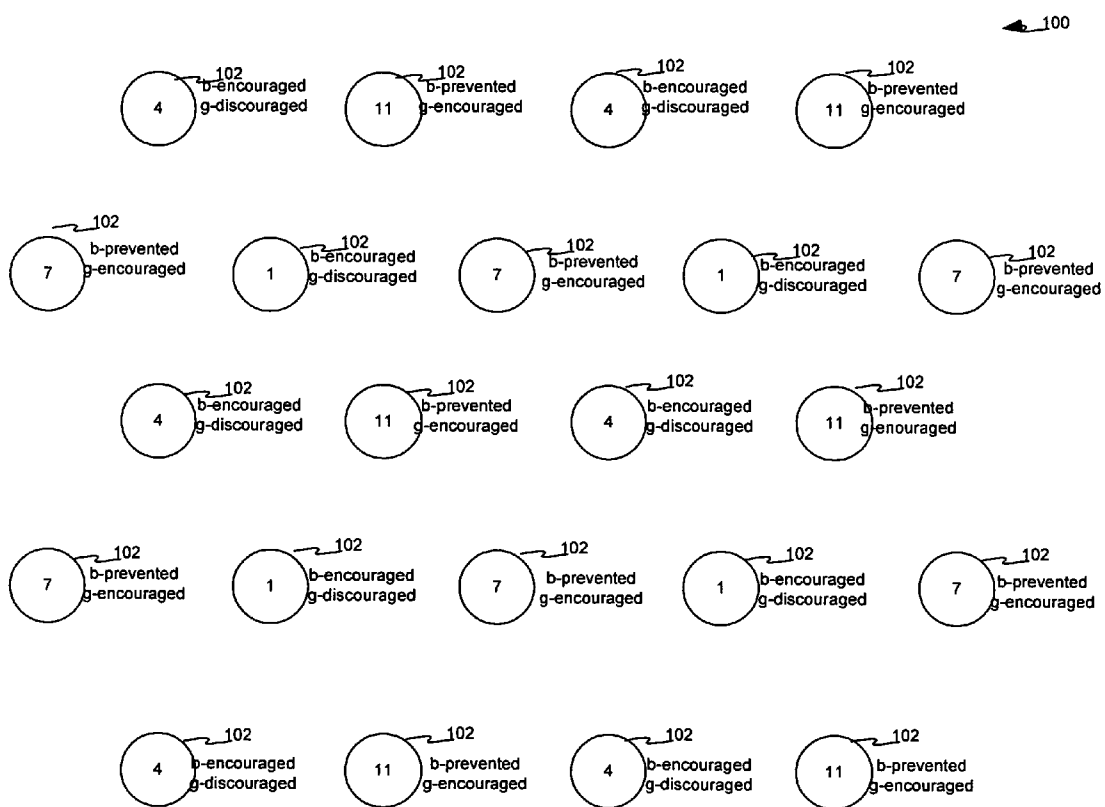 100
102 102 102 102
b-encouraged b-prevented b-encouraged b-prevented
4 g-discouraged 11 g-encouraged 4 g-discouraged 11 g-encouraged
102 102 102 102 102
b-prevented b-encouraged b-prevented b-encouraged b-prevented
7 g-encouraged 1 g-discouraged 7 g-encouraged 1 g-discouraged 7 g-encouraged
102 102 102 102
b-encouraged b-prevented b-encouraged b-prevented
4 g-discouraged 11 g-encouraged 4 g-discouraged 11 g-enouraged
102 102 102 102 102
b-prevented b-encouraged b-prevented b-encouraged b-prevented
7 g-encouraged 1 g-discouraged 7 g-encouraged 1 g-discouraged 7 g-encouraged
102 102 102 102
b-encouraged b-prevented b-encouraged b-prevented
4 g-discouraged 11 g-encouraged 4 g-discouraged 11 g-encouraged